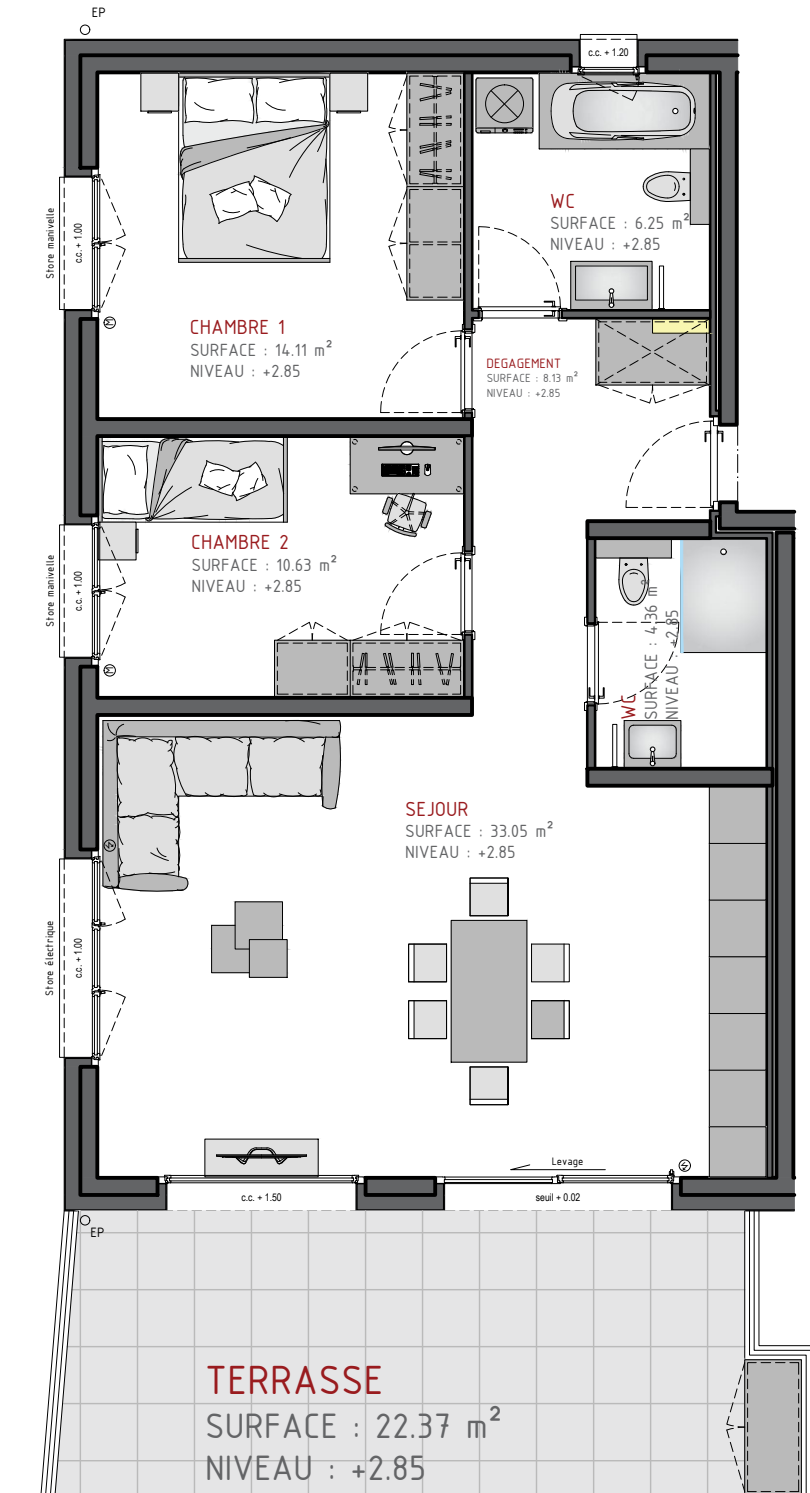 EP
c.c. + 1.20
Store manivelle
c.c. + 1.00
WC
SURFACE : 6.25 m²
NIVEAU : +2.85
CHAMBRE 1
SURFACE : 14.11 m²
NIVEAU : +2.85
DEGAGEMENT
SURFACE : 8.13 m²
NIVEAU : +2.85
CHAMBRE 2
SURFACE : 10.63 m²
NIVEAU : +2.85
Store manivelle
c.c. + 1.00
WC
SURFACE : 4.36 m²
NIVEAU : +2.85
SEJOUR
SURFACE : 33.05 m²
NIVEAU : +2.85
Store électrique
c.c. + 1.00
Levage
c.c. + 1.50
seuil + 0.02
EP
TERRASSE
SURFACE : 22.37 m²
NIVEAU : +2.85